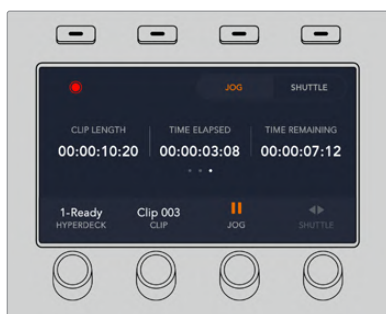 JOG SHUTTLE
CLIP LENGTH TIME ELAPSED TIME REMAINING
00:00:10:20 00:00:03:08 00:00:07:12
1-Ready Clip 003
HYPERDECK CLIP JOG SHUTTLE